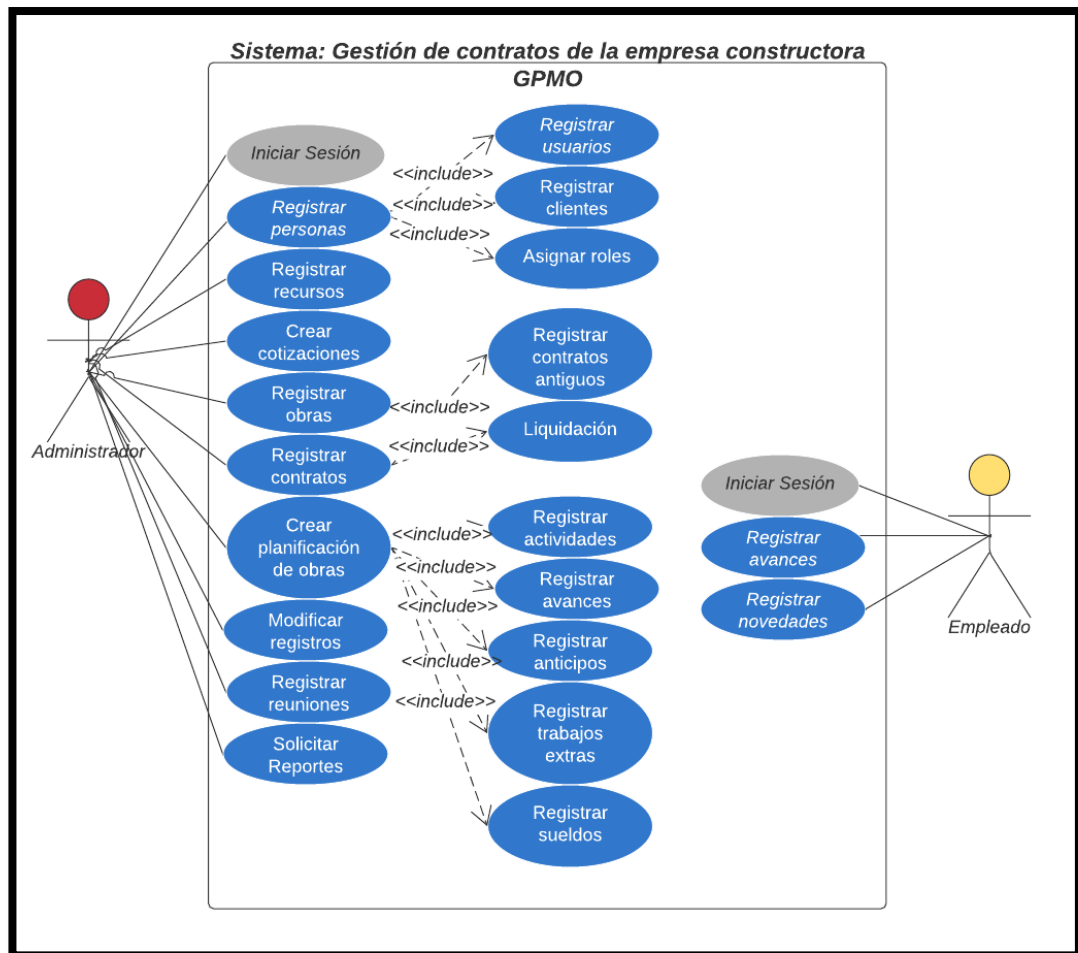 Sistema: Gestión de contratos de la empresa constructora
GPMO
Iniciar Sesión
Registrar
personas
Registrar
recursos
Crear
cotizaciones
Registrar
obras
Registrar
contratos
Crear
planificación
de obras
Modificar
registros
Registrar
reuniones
Solicitar
Reportes
Administrador
<<include>>
<<include>>
<<include>>
<<include>>
<<include>>
<<include>>
<<include>>
<<include>>
<<include>>
<<include>>
Registrar
usuarios
Registrar
clientes
Asignar roles
Registrar
contratos
antiguos
Liquidación
Registrar
actividades
Registrar
avances
Registrar
anticipos
Registrar
trabajos
extras
Registrar
sueldos
Iniciar Sesión
Registrar
avances
Registrar
novedades
Empleado